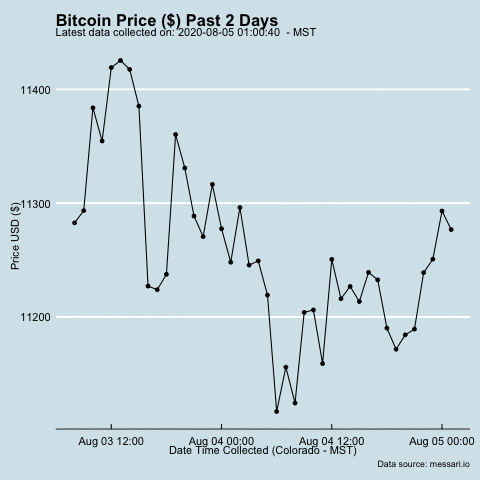 Bitcoin Price ($) Past 2 Days
Latest data collected on: 2020-08-05 01:00:40  - MST
11400
11300
11200
Price USD ($)
Aug 03 12:00 Aug 04 00:00 Aug 04 12:00 Aug 05 00:00
Date Time Collected (Colorado - MST)
Data source: messari.io